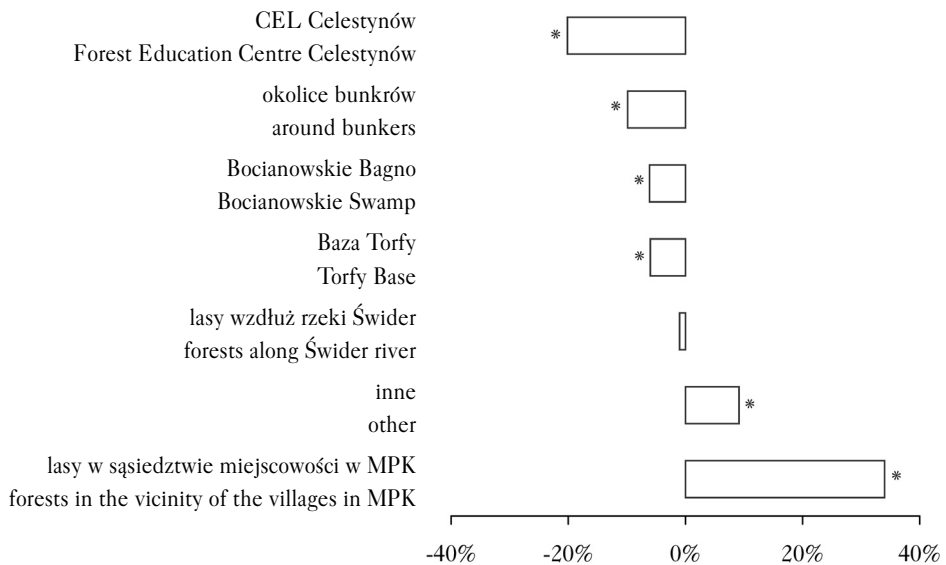 CEL Celestynów
Forest Education Centre Celestynów
*
okolice bunkrów
around bunkers
*
Bocianowskie Bagno
Bocianowskie Swamp
*
Baza Torfy
Torfy Base
*
lasy wzdłuż rzeki Świder
forests along Świder river
inne
other
*
lasy w sąsiedztwie miejscowości w MPK
forests in the vicinity of the villages in MPK
*
-40% -20% 0% 20% 40%